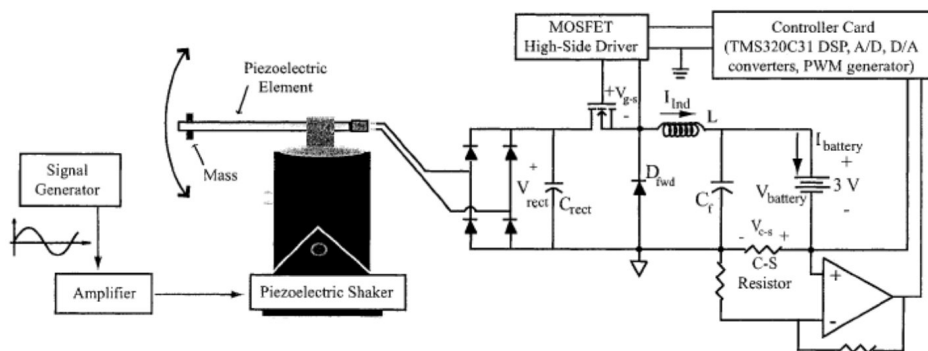 MOSFET
High-Side Driver
Controller Card
(TMS320C31 DSP, A/D, D/A
converters, PWM generator)
Piezoelectric
Element
Mass
Signal
Generator
Amplifier
Piezoelectric Shaker
+
Vg-s
-
IInd
L
+
Vrect
-
Crect
Dfwd
Cf
Ibattery
+
Vbattery
3 V
-
-
Vc-s
+
C-S
Resistor
+
-